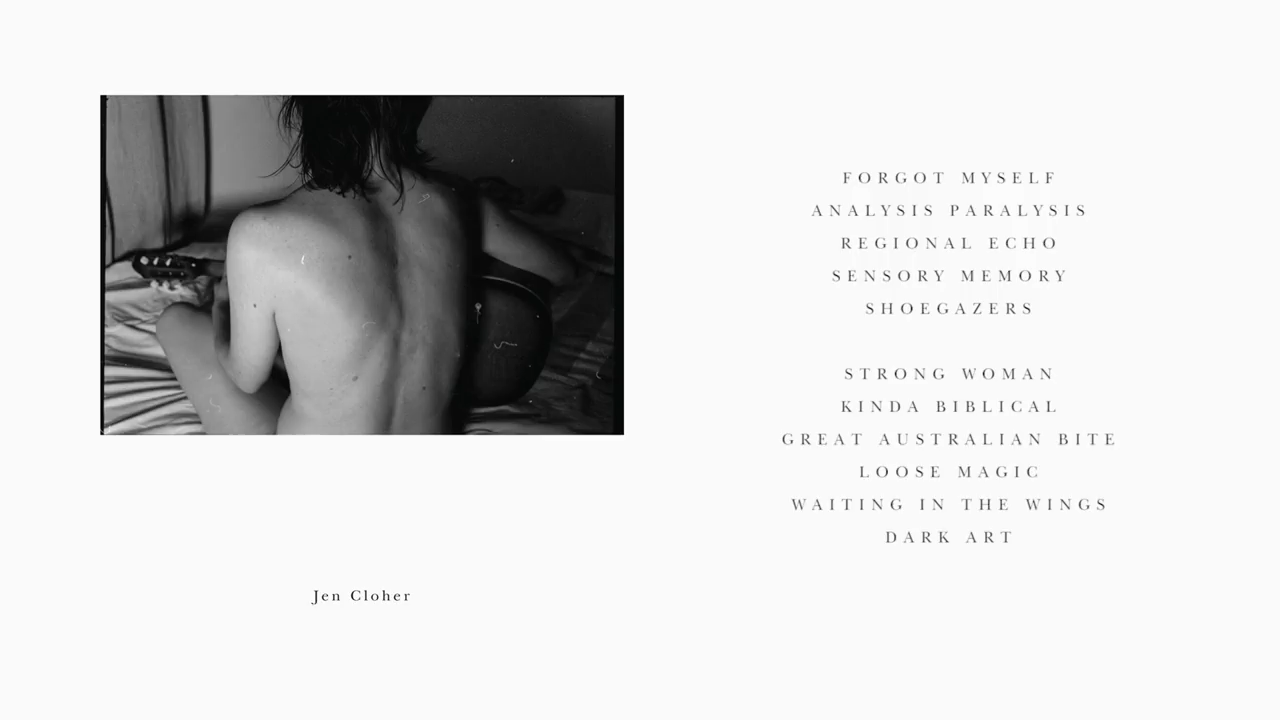 FORGOT MYSELF
ANALYSIS PARALYSIS
REGIONAL ECHO
SENSORY MEMORY
SHOEGAZERS
STRONG WOMAN
KINDA BIBLICAL
GREAT AUSTRALIAN BITE
LOOSE MAGIC
WAITING IN THE WINGS
DARK ART
Jen Cloher